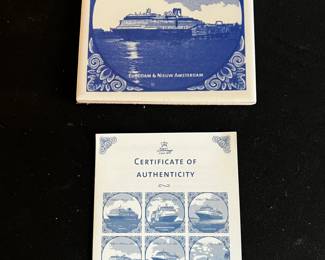 EURODAM & NIEUW AMSTERDAM
CERTIFICATE OF
AUTHENTICITY